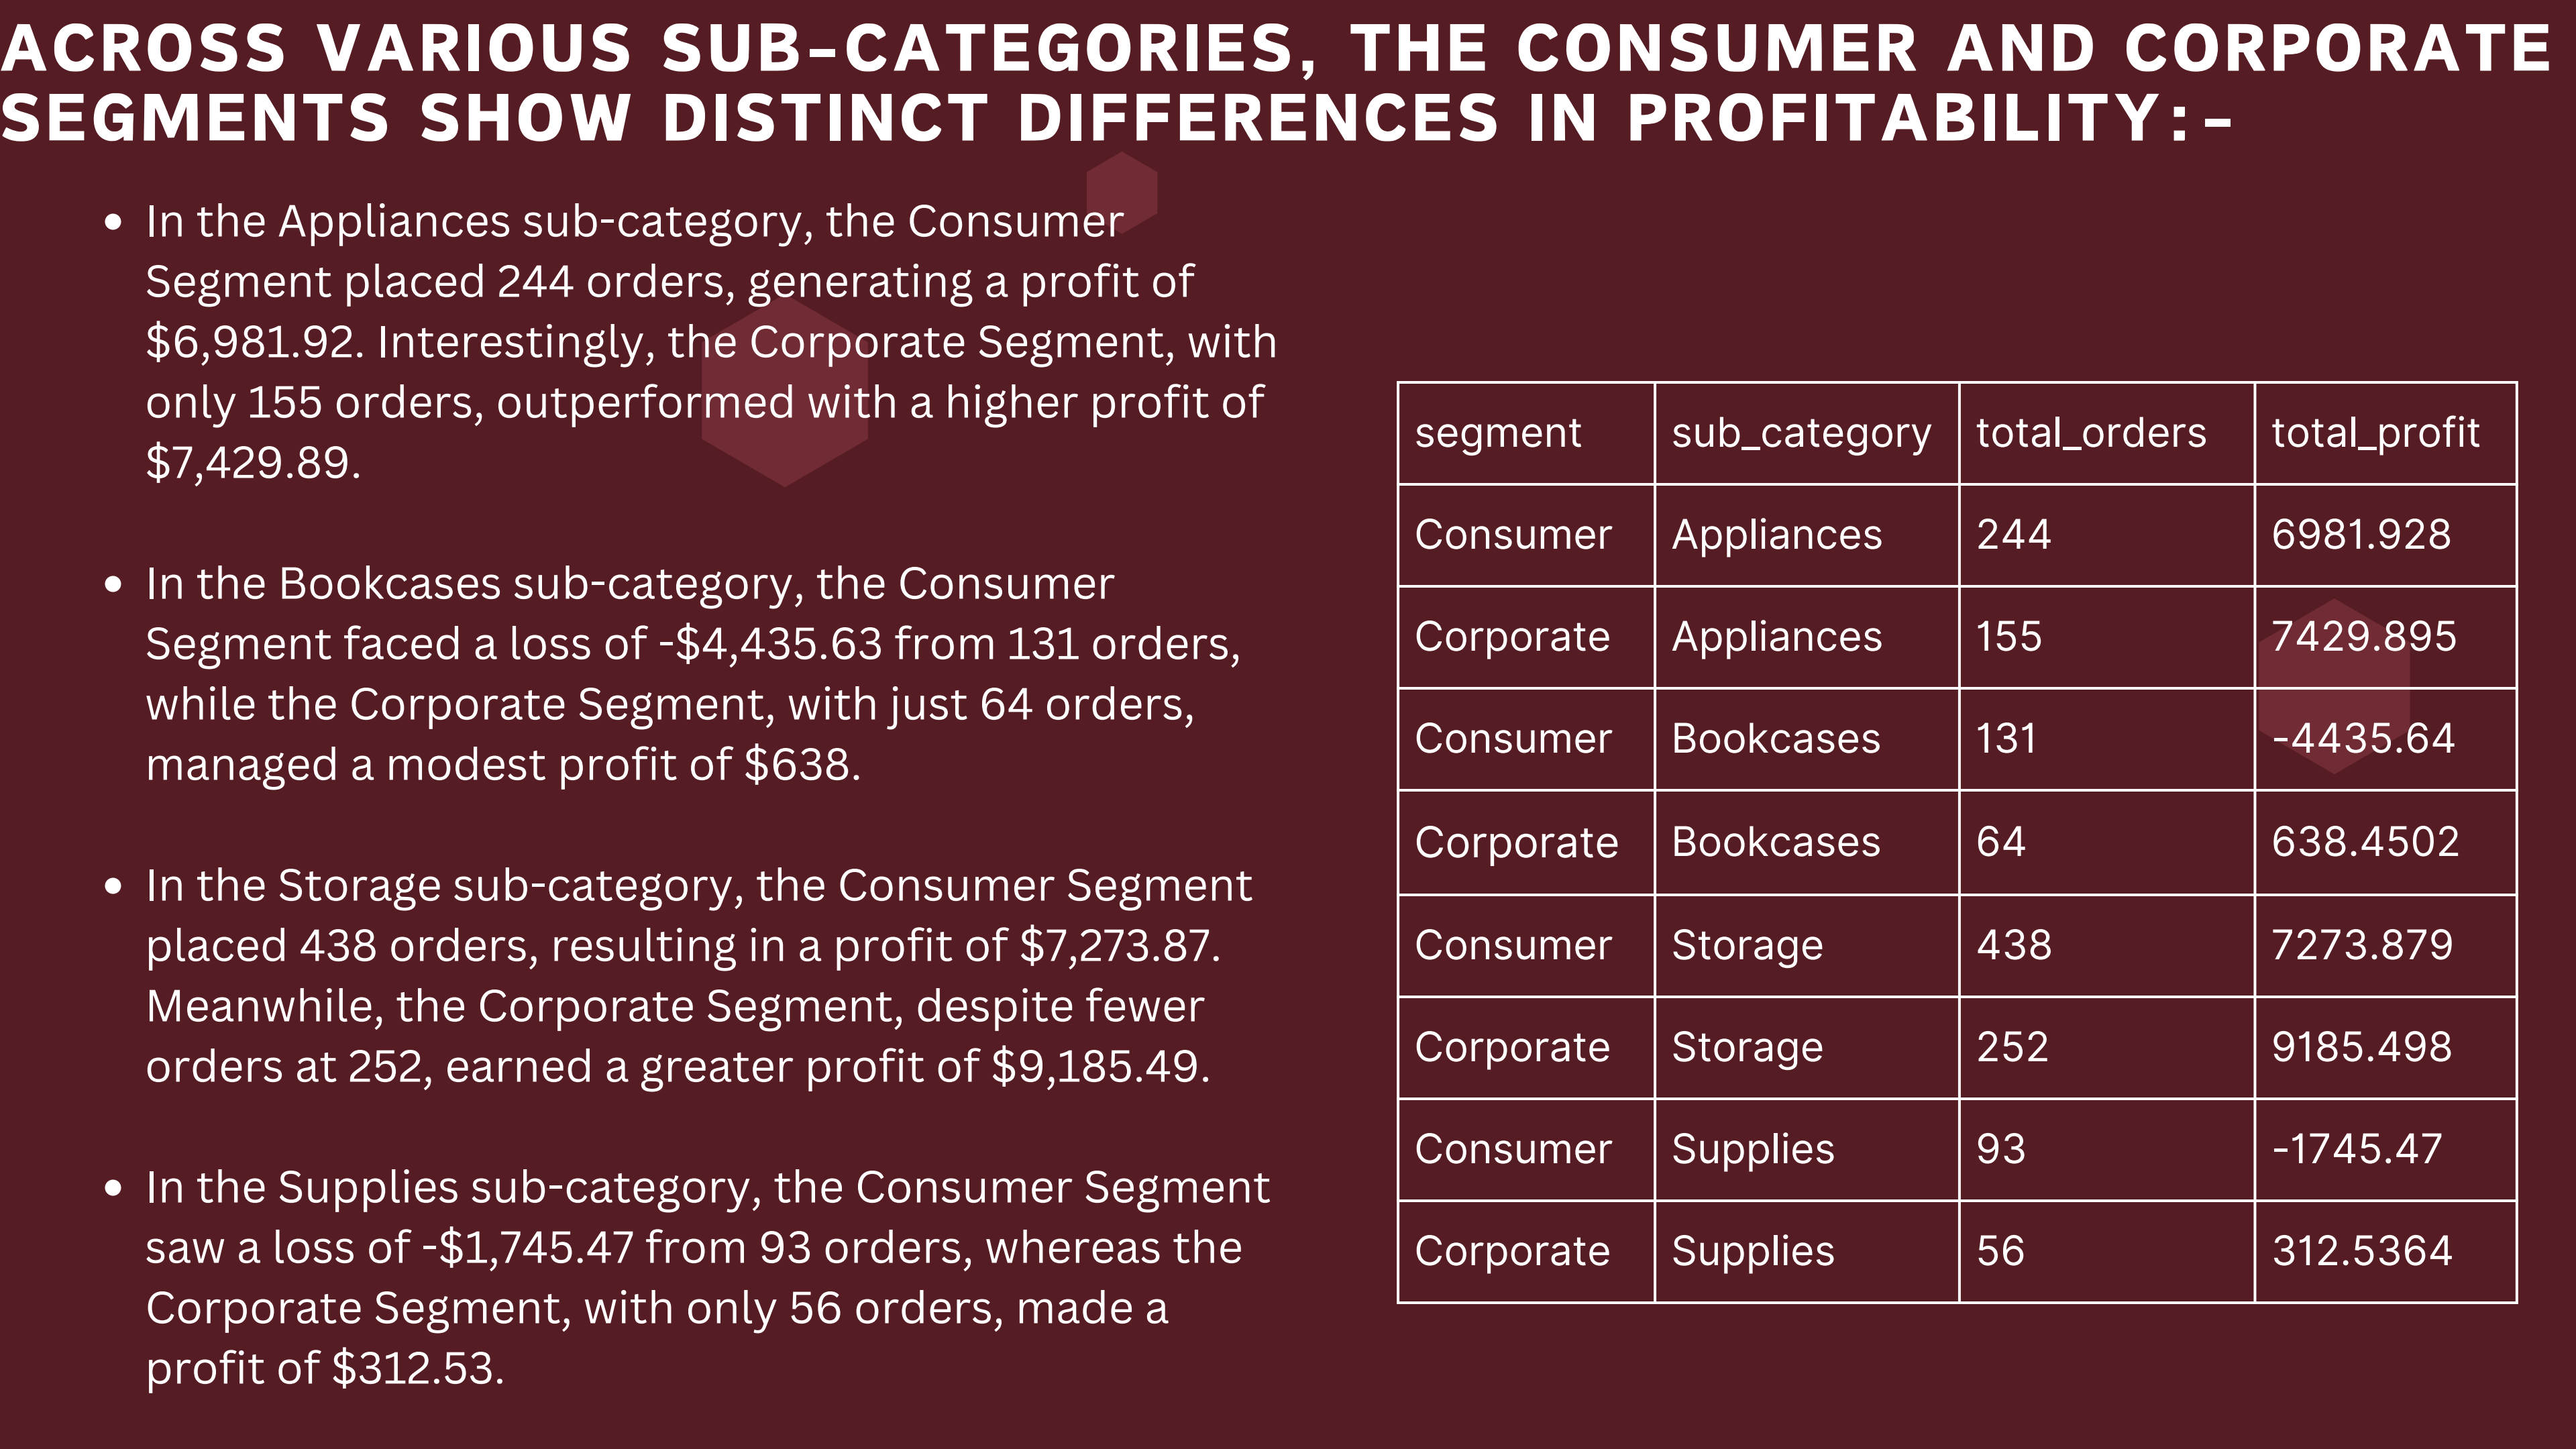 ACROSS VARIOUS SUB-CATEGORIES, THE CONSUMER AND CORPORATE
SEGMENTS SHOW DISTINCT DIFFERENCES IN PROFITABILITY:-
• In the Appliances sub-category, the Consumer
Segment placed 244 orders, generating a profit of
$6,981.92. Interestingly, the Corporate Segment, with
only 155 orders, outperformed with a higher profit of
$7,429.89.
• In the Bookcases sub-category, the Consumer
Segment faced a loss of -$4,435.63 from 131 orders,
while the Corporate Segment, with just 64 orders,
managed a modest profit of $638.
• In the Storage sub-category, the Consumer Segment
placed 438 orders, resulting in a profit of $7,273.87.
Meanwhile, the Corporate Segment, despite fewer
orders at 252, earned a greater profit of $9,185.49.
• In the Supplies sub-category, the Consumer Segment
saw a loss of -$1,745.47 from 93 orders, whereas the
Corporate Segment, with only 56 orders, made a
profit of $312.53.
segment sub_category total_orders total_profit
Consumer Appliances 244 6981.928
Corporate Appliances 155 7429.895
Consumer Bookcases 131 -4435.64
Corporate Bookcases 64 638.4502
Consumer Storage 438 7273.879
Corporate Storage 252 9185.498
Consumer Supplies 93 -1745.47
Corporate Supplies 56 312.5364